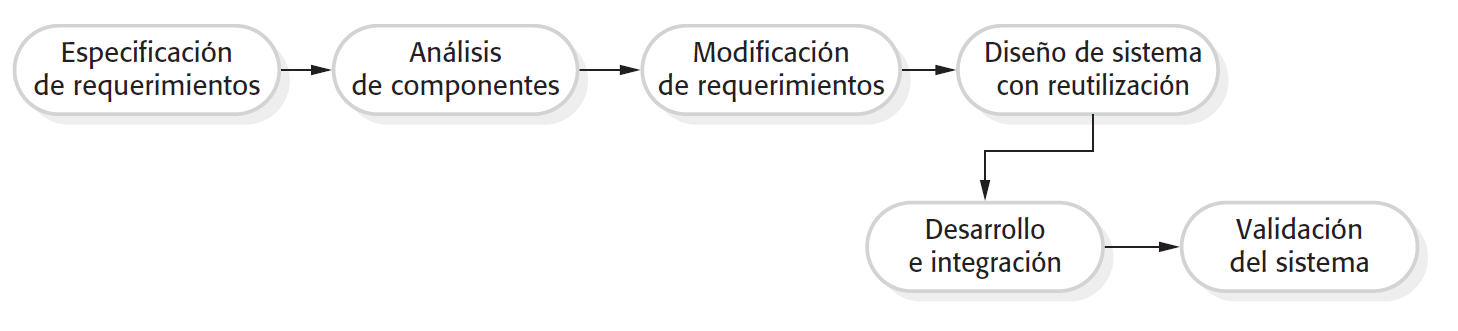 Especificación
de requerimientos
Análisis
de componentes
Modificación
de requerimientos
Diseño de sistema
con reutilización
Desarrollo
e integración
Validación
del sistema